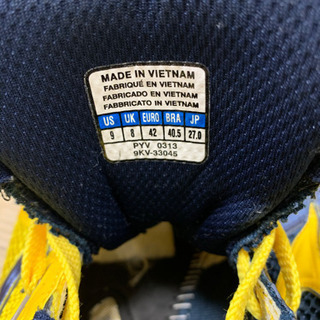 MADE IN VIETNAM
FABRIQUÉ EN VIETNAM
FABRICADO EN VIETNAM
FABBRICATO IN VIETNAM
US UK EURO BRA JP
9 8 42 40.5 27.0
PYV 0313
9KV-33045